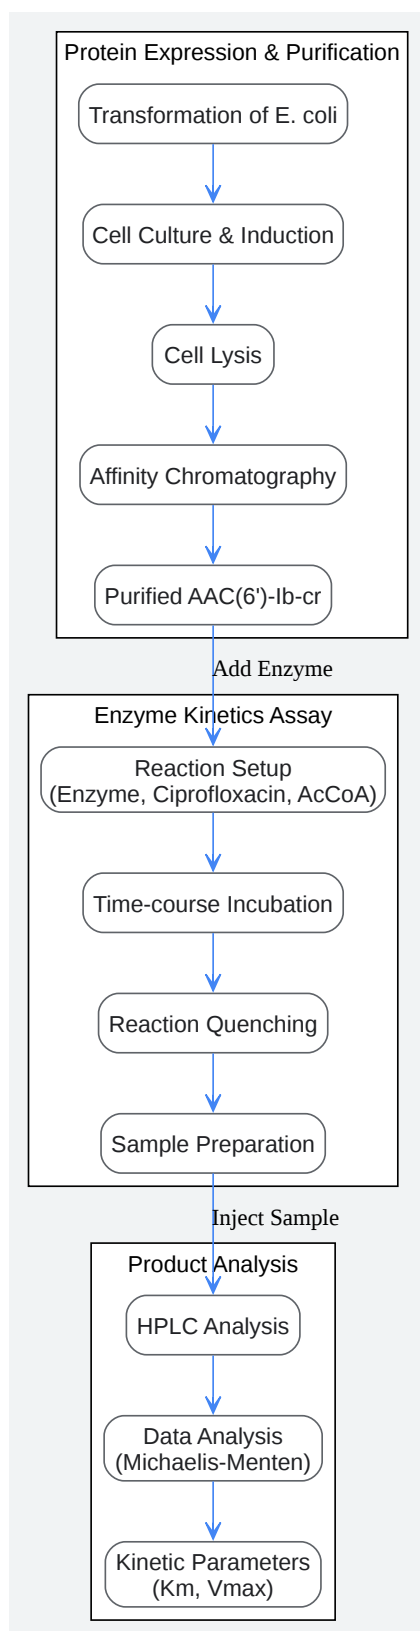 Protein Expression & Purification
Transformation of E. coli
Cell Culture & Induction
Cell Lysis
Affinity Chromatography
Purified AAC(6')-Ib-cr
Add Enzyme
Enzyme Kinetics Assay
Reaction Setup
(Enzyme, Ciprofloxacin, AcCoA)
Time-course Incubation
Reaction Quenching
Sample Preparation
Inject Sample
Product Analysis
HPLC Analysis
Data Analysis
(Michaelis-Menten)
Kinetic Parameters
(Km, Vmax)